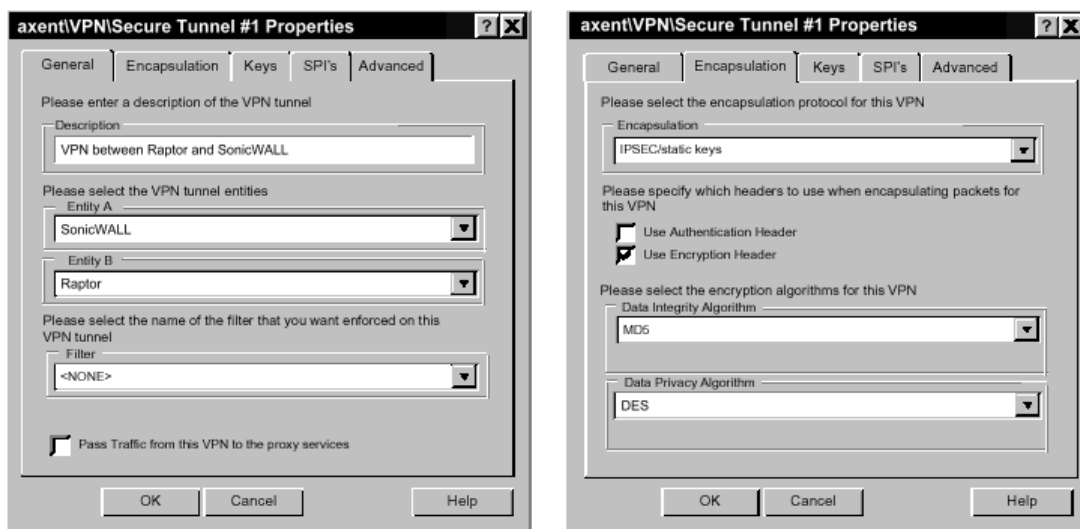 axent\VPN\Secure Tunnel #1 Properties
? X
General Encapsulation Keys SPI's Advanced
Please enter a description of the VPN tunnel
Description
VPN between Raptor and SonicWALL
Please select the VPN tunnel entities
Entity A
SonicWALL
Entity B
Raptor
Please select the name of the filter that you want enforced on this
VPN tunnel
Filter
<NONE>
Pass Traffic from this VPN to the proxy services
OK Cancel Help
axent\VPN\Secure Tunnel #1 Properties
? X
General Encapsulation Keys SPI's Advanced
Please select the encapsulation protocol for this VPN
Encapsulation
IPSEC/static keys
Please specify which headers to use when encapsulating packets for
this VPN
Use Authentication Header
Use Encryption Header
Please select the encryption algorithms for this VPN
Data Integrity Algorithm
MD5
Data Privacy Algorithm
DES
OK Cancel Help